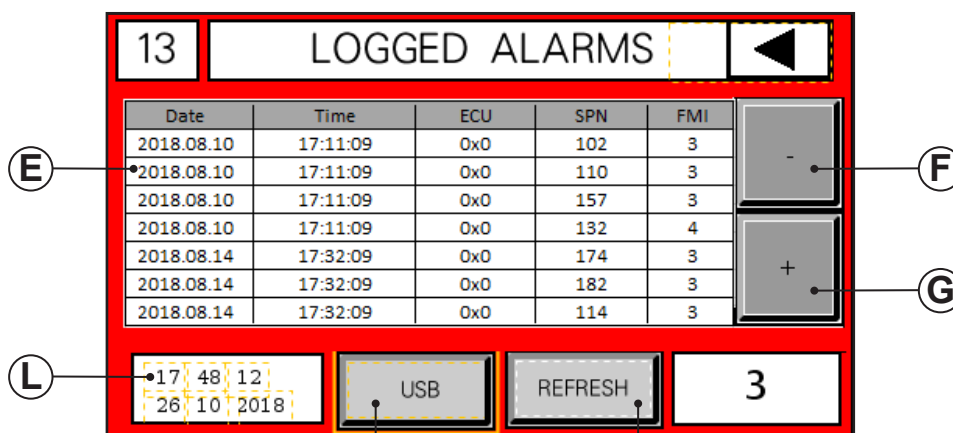 13 LOGGED ALARMS
Date Time ECU SPN FMI
2018.08.10 17:11:09 0x0 102 3
2018.08.10 17:11:09 0x0 110 3
2018.08.10 17:11:09 0x0 157 3
2018.08.10 17:11:09 0x0 132 4
2018.08.14 17:32:09 0x0 174 3
2018.08.14 17:32:09 0x0 182 3
2018.08.14 17:32:09 0x0 114 3
-
+
E
F
G
L
17 48 12
26 10 2018
USB
REFRESH
3